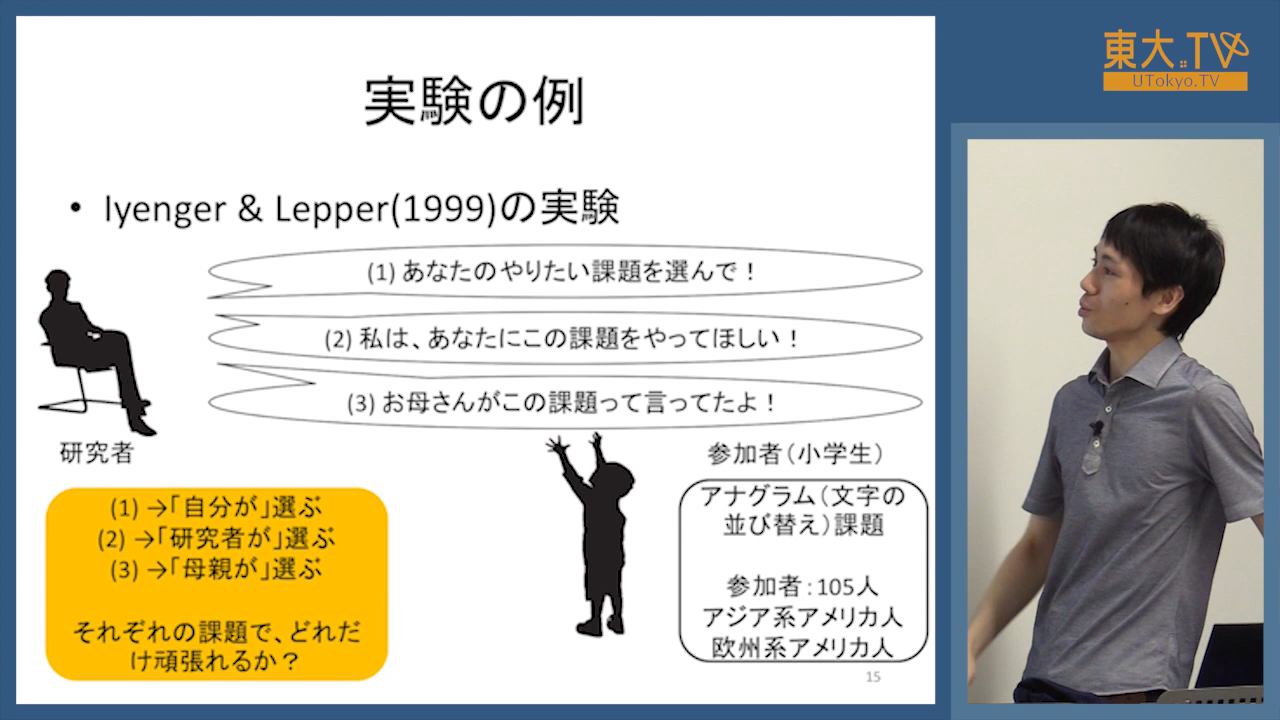 実験の例
• Iyenger & Lepper(1999)の実験
(1) あなたのやりたい課題を選んで！
(2) 私は、あなたにこの課題をやってほしい！
(3) お母さんがこの課題って言ってたよ！
研究者
参加者（小学生）
(1) →「自分が」選ぶ
(2) →「研究者が」選ぶ
(3) →「母親が」選ぶ
それぞれの課題で、どれだ
け頑張れるか？
アナグラム（文字の
並び替え）課題
参加者：105人
アジア系アメリカ人
欧州系アメリカ人
15
東大.TV
UTokyo.TV